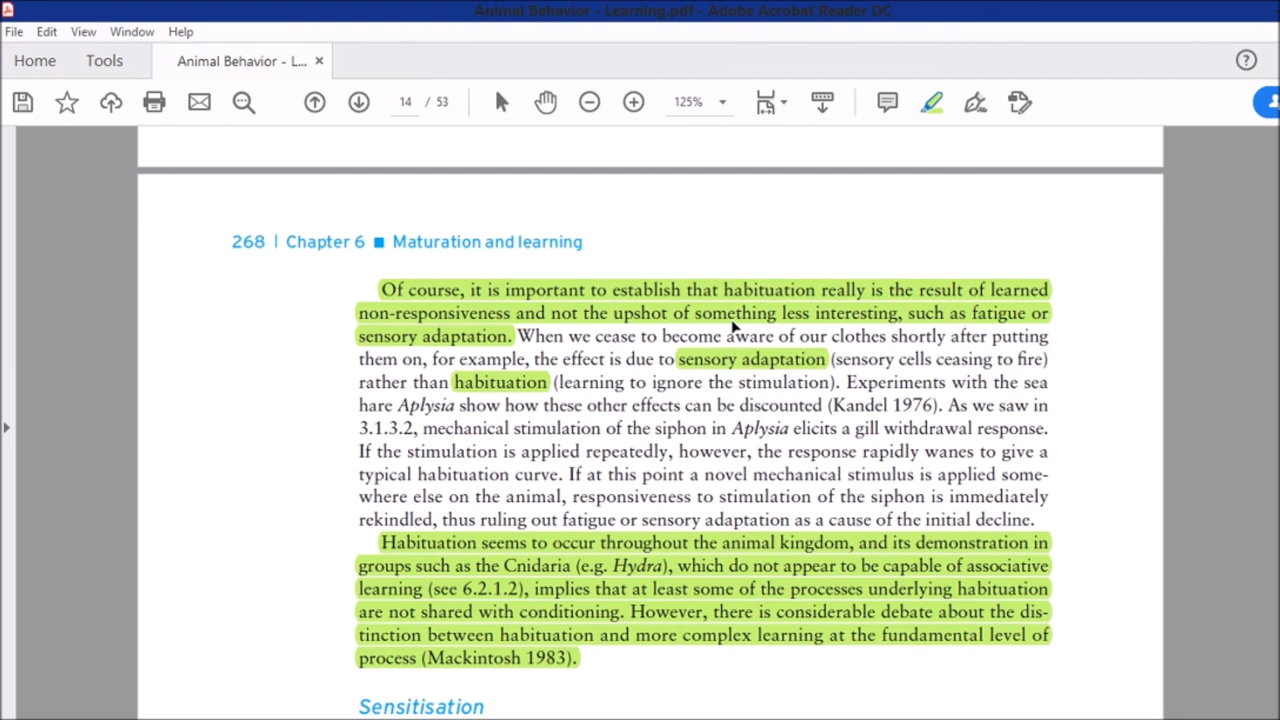 Animal Behavior - Learning.pdf - Adobe Acrobat Reader DC
File Edit View Window Help
Home Tools Animal Behavior - L... ×
14 / 53 125%
268 | Chapter 6 ■ Maturation and learning
Of course, it is important to establish that habituation really is the result of learned
non-responsiveness and not the upshot of something less interesting, such as fatigue or
sensory adaptation. When we cease to become aware of our clothes shortly after putting
them on, for example, the effect is due to sensory adaptation (sensory cells ceasing to fire)
rather than habituation (learning to ignore the stimulation). Experiments with the sea
hare Aplysia show how these other effects can be discounted (Kandel 1976). As we saw in
3.1.3.2, mechanical stimulation of the siphon in Aplysia elicits a gill withdrawal response.
If the stimulation is applied repeatedly, however, the response rapidly wanes to give a
typical habituation curve. If at this point a novel mechanical stimulus is applied some-
where else on the animal, responsiveness to stimulation of the siphon is immediately
rekindled, thus ruling out fatigue or sensory adaptation as a cause of the initial decline.
Habituation seems to occur throughout the animal kingdom, and its demonstration in
groups such as the Cnidaria (e.g. Hydra), which do not appear to be capable of associative
learning (see 6.2.1.2), implies that at least some of the processes underlying habituation
are not shared with conditioning. However, there is considerable debate about the dis-
tinction between habituation and more complex learning at the fundamental level of
process (Mackintosh 1983).
Sensitisation